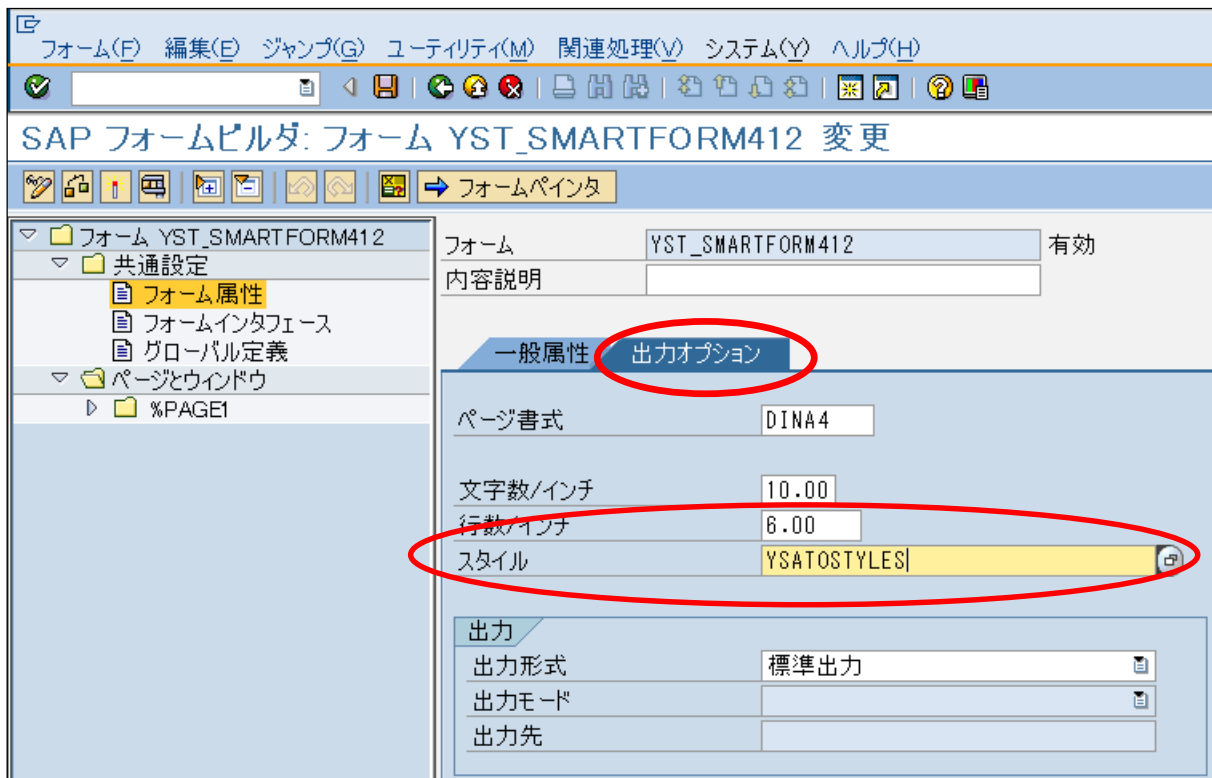 フォーム(F) 編集(E) ジャンプ(G) ユーティリティ(M) 関連処理(V) システム(Y) ヘルプ(H)
SAP フォームビルダ: フォーム YST_SMARTFORM412 変更
フォームペインタ
フォーム YST_SMARTFORM412
共通設定
フォーム属性
フォームインタフェース
グローバル定義
ページとウィンドウ
%PAGE1
フォーム YST_SMARTFORM412 有効
内容説明
一般属性 出力オプション
ページ書式 DINA4
文字数/インチ 10.00
行数/インチ 6.00
スタイル YSATOSTYLES
出力
出力形式 標準出力
出力モード
出力先